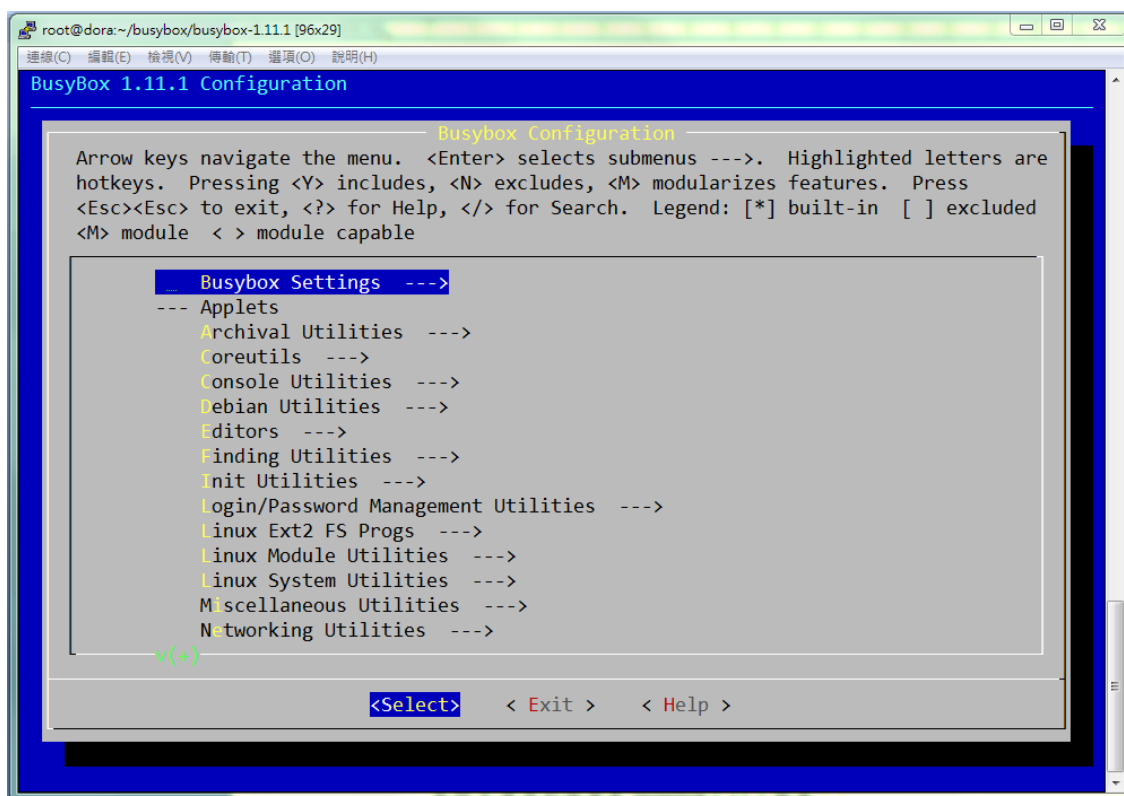 root@dora:~/busybox/busybox-1.11.1 [96x29]
連線(C) 編輯(E) 檢視(V) 傳輸(T) 選項(O) 說明(H)
BusyBox 1.11.1 Configuration
Busybox Configuration
Arrow keys navigate the menu.  <Enter> selects submenus --->.  Highlighted letters are
hotkeys.  Pressing <Y> includes, <N> excludes, <M> modularizes features.  Press
<Esc><Esc> to exit, <?> for Help, </> for Search.  Legend: [*] built-in  [ ] excluded
<M> module  < > module capable
Busybox Settings  --->
--- Applets
Archival Utilities  --->
Coreutils  --->
Console Utilities  --->
Debian Utilities  --->
Editors  --->
Finding Utilities  --->
Init Utilities  --->
Login/Password Management Utilities  --->
Linux Ext2 FS Progs  --->
Linux Module Utilities  --->
Linux System Utilities  --->
Miscellaneous Utilities  --->
Networking Utilities  --->
v(+)
<Select>    < Exit >    < Help >